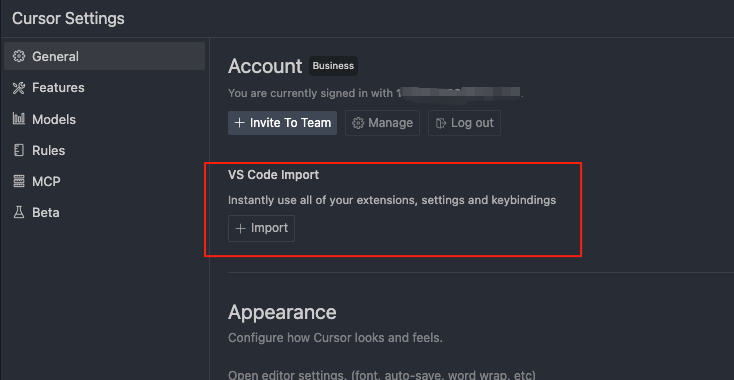 Cursor Settings
General
Features
Models
Rules
MCP
Beta
Account Business
You are currently signed in with 1
+ Invite To Team Manage Log out
VS Code Import
Instantly use all of your extensions, settings and keybindings
+ Import
Appearance
Configure how Cursor looks and feels.
Open editor settings, (font, auto-save, word wrap, etc)